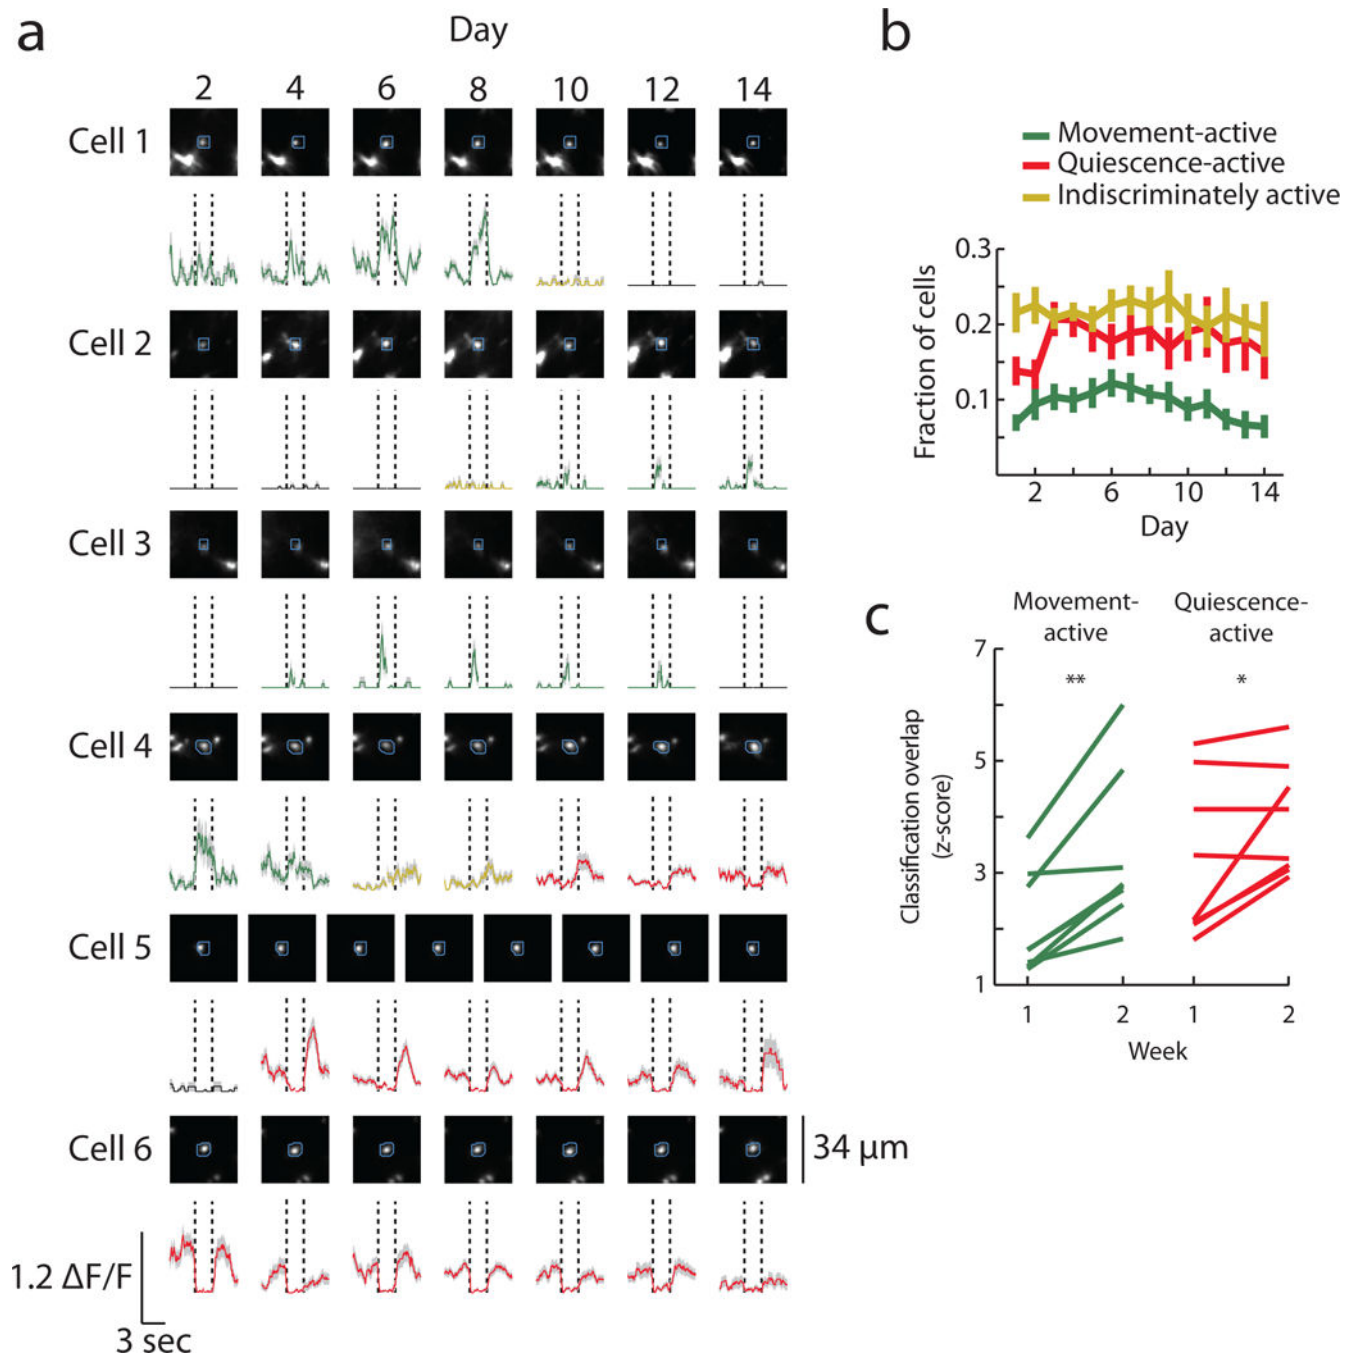 a
Day
2 4 6 8 10 12 14
Cell 1
Cell 2
Cell 3
Cell 4
Cell 5
Cell 6
34 μm
1.2 ΔF/F
3 sec
b
Movement-active
Quiescence-active
Indiscriminately active
0.3
0.2
0.1
Fraction of cells
2 6 10 14
Day
c
Movement-
active
Quiescence-
active
** *
7
5
3
1
Classification overlap
(z-score)
1 2 1 2
Week